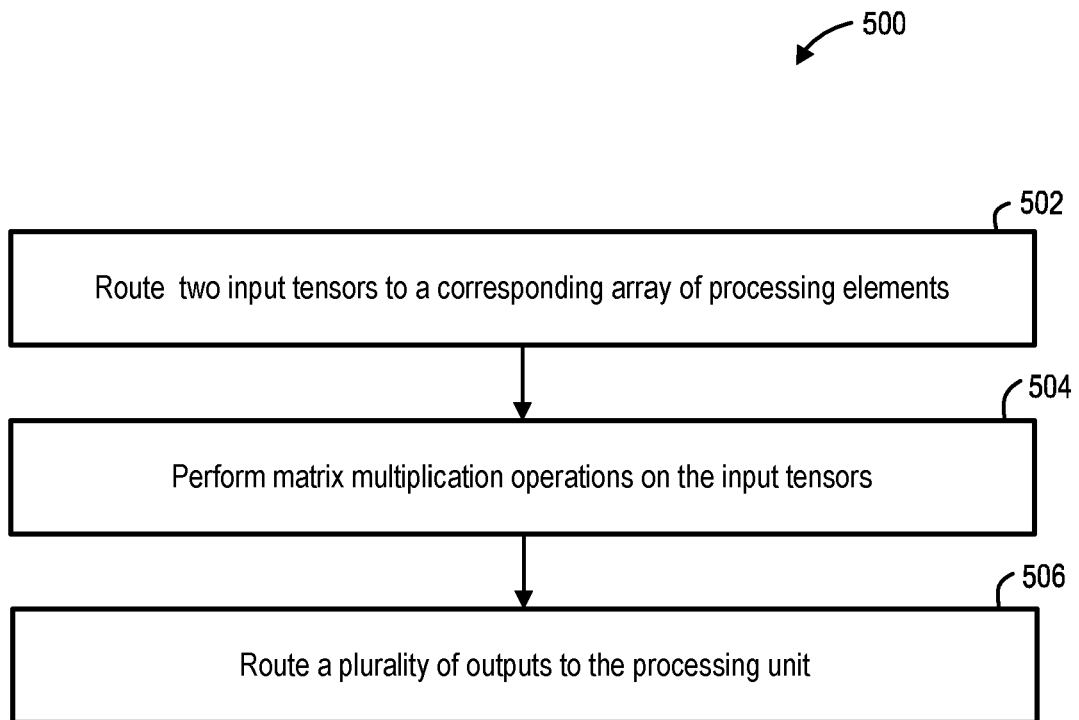 500
502
Route two input tensors to a corresponding array of processing elements
504
Perform matrix multiplication operations on the input tensors
506
Route a plurality of outputs to the processing unit